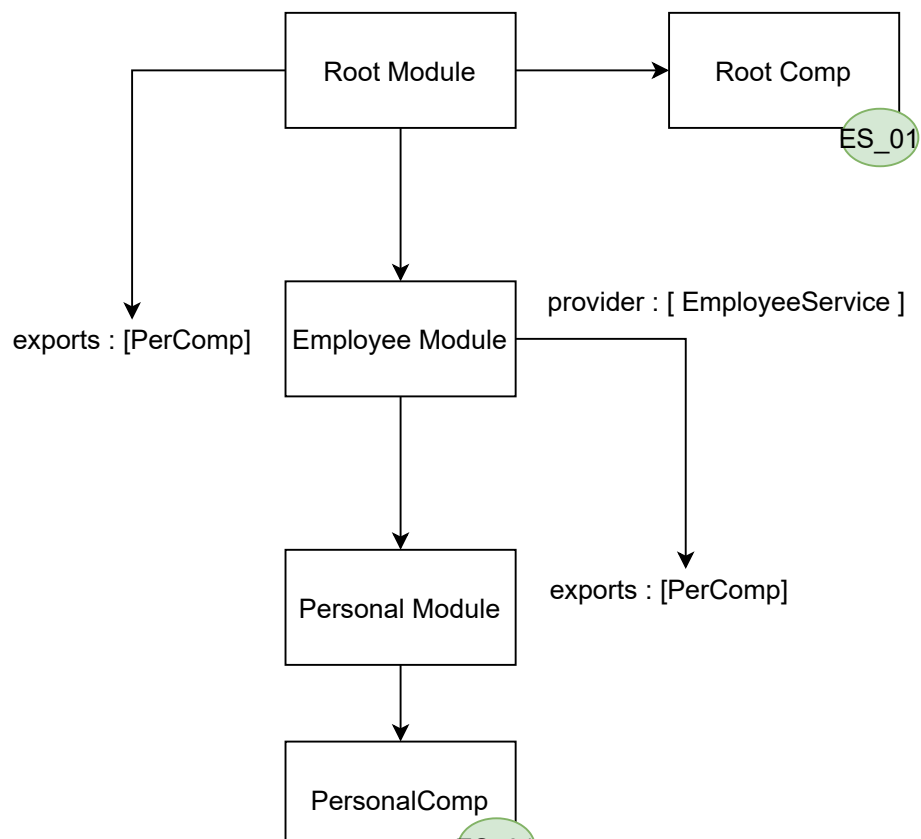 Root Module
Root Comp
ES_01
provider : [ EmployeeService ]
exports : [PerComp]
Employee Module
exports : [PerComp]
Personal Module
PersonalComp